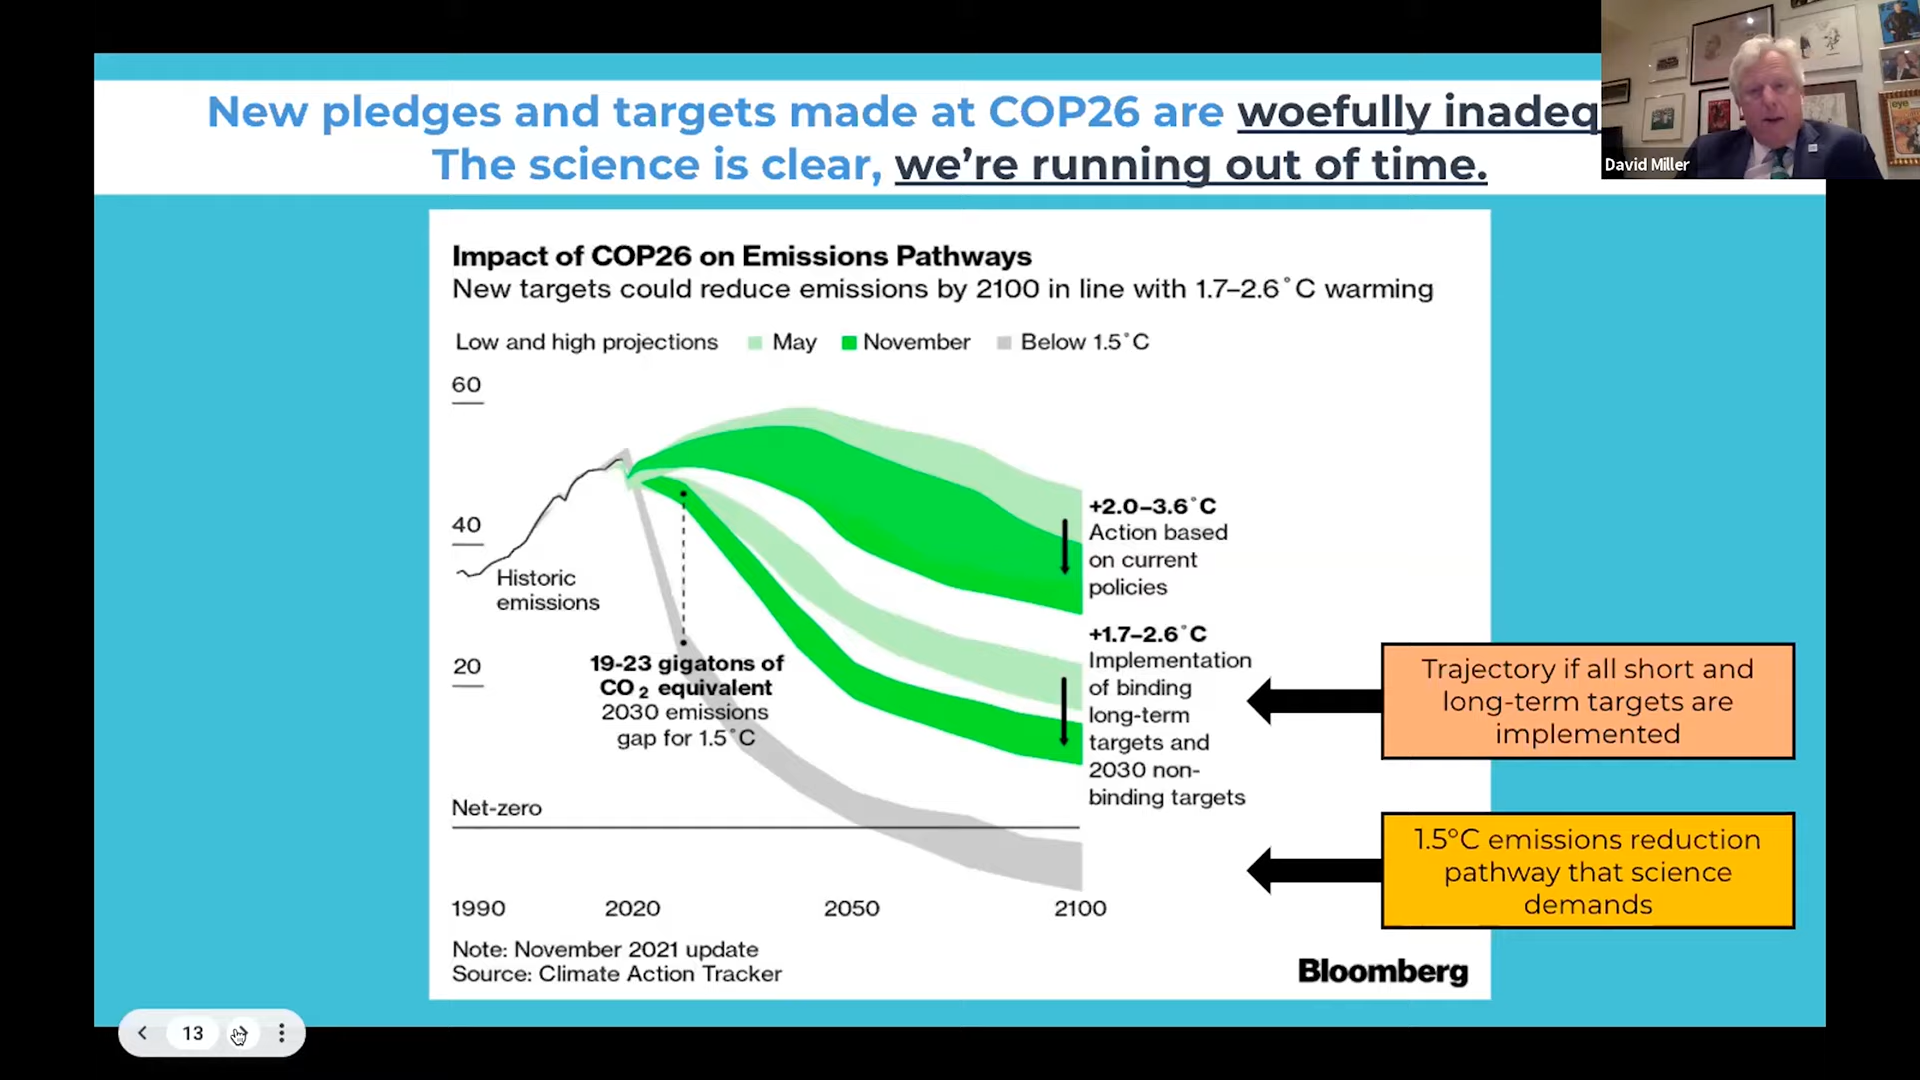 New pledges and targets made at COP26 are woefully inadeq
The science is clear, we're running out of time.
David Miller
eye
Impact of COP26 on Emissions Pathways
New targets could reduce emissions by 2100 in line with 1.7–2.6°C warming
Low and high projections May November Below 1.5°C
60
40
20
Historic
emissions
19-23 gigatons of
CO2 equivalent
2030 emissions
gap for 1.5°C
Net-zero
+2.0–3.6°C
Action based
on current
policies
+1.7–2.6°C
Implementation
of binding
long-term
targets and
2030 non-
binding targets
Trajectory if all short and
long-term targets are
implemented
1.5°C emissions reduction
pathway that science
demands
1990 2020 2050 2100
Note: November 2021 update
Source: Climate Action Tracker
Bloomberg
13